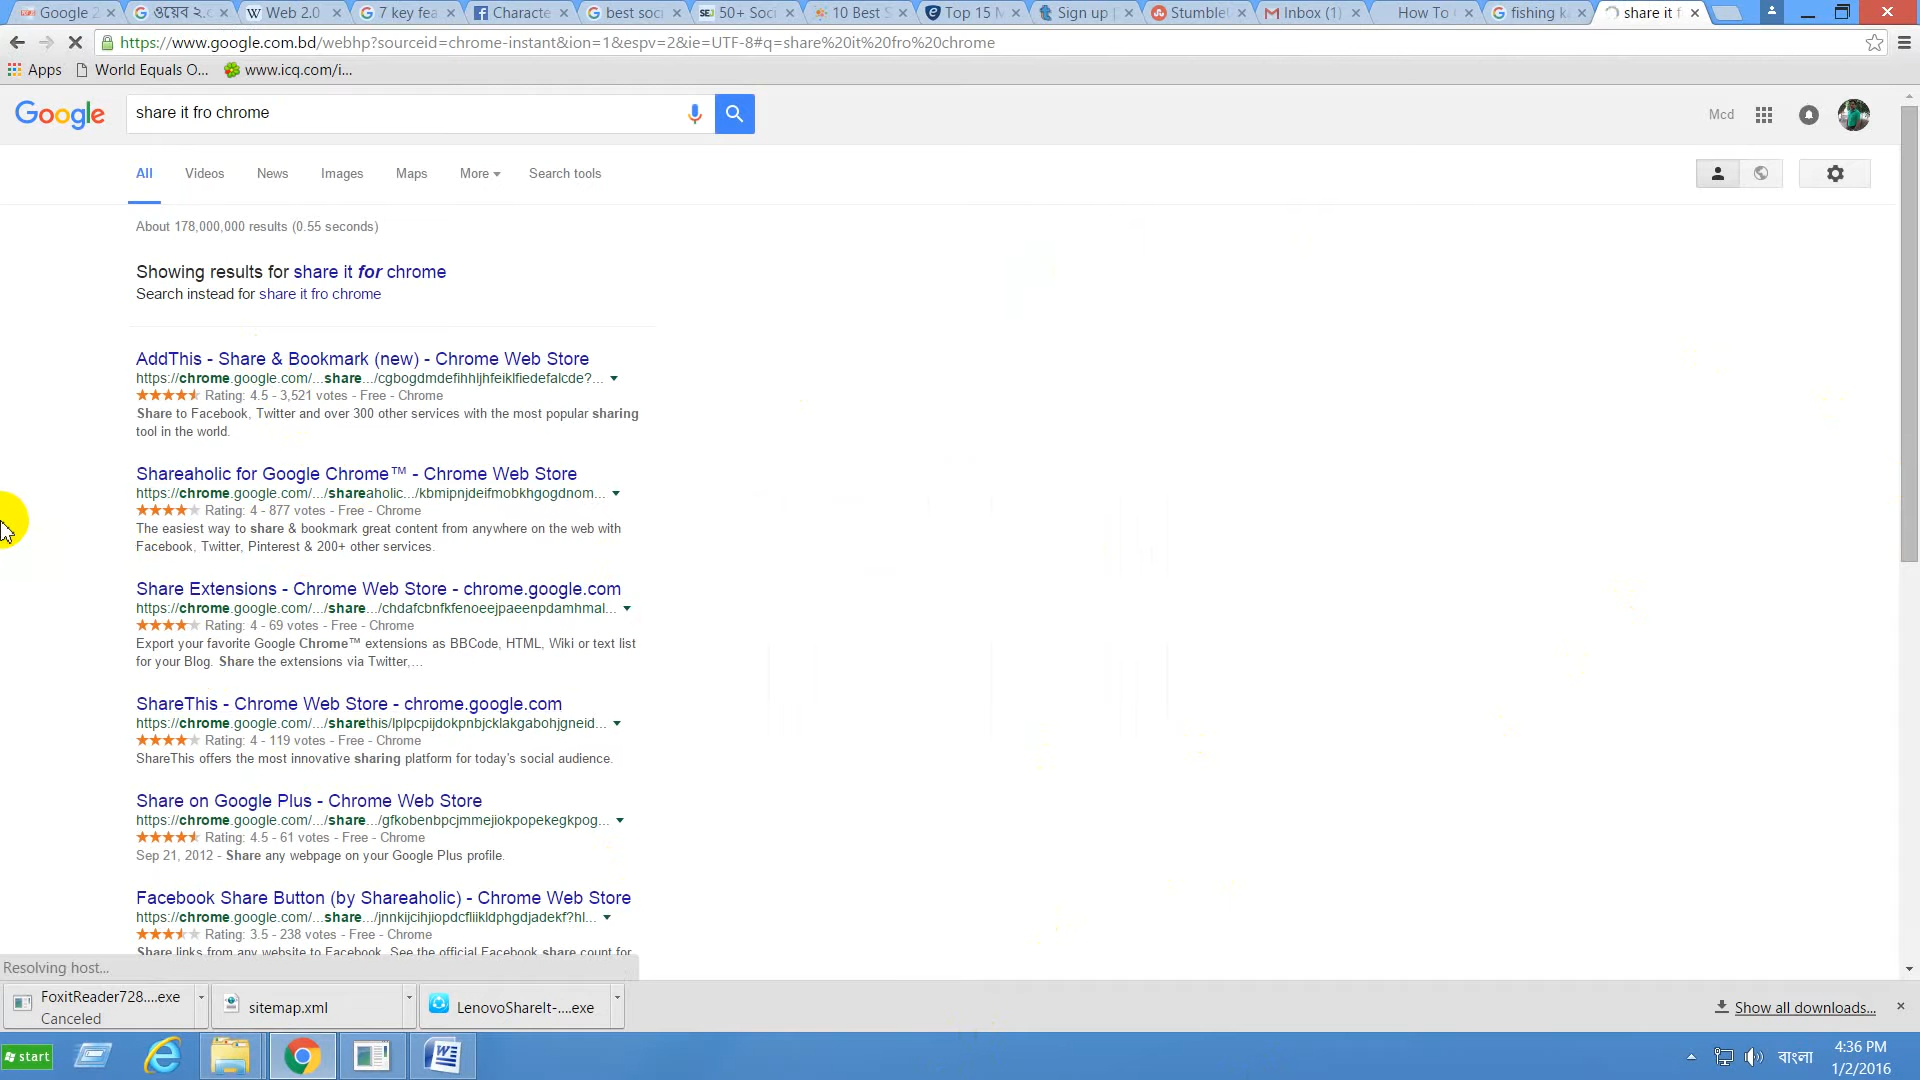 Google 2
ওয়েব ২.
Web 2.0
7 key fea
Characte
best soci
50+ Soc
10 Best S
Top 15 M
Sign up |
Stumble
Inbox (1)
How To
fishing k
share it f
https://www.google.com.bd/webhp?sourceid=chrome-instant&ion=1&espv=2&ie=UTF-8#q=share%20it%20fro%20chrome
Apps World Equals O... www.icq.com/i...
Google share it fro chrome Mcd
All Videos News Images Maps More Search tools
About 178,000,000 results (0.55 seconds)
Showing results for share it for chrome
Search instead for share it fro chrome
AddThis - Share & Bookmark (new) - Chrome Web Store
https://chrome.google.com/...share.../cgbogdmdefihhljhfeiklfiedefalcde?...
Rating: 4.5 - 3,521 votes - Free - Chrome
Share to Facebook, Twitter and over 300 other services with the most popular sharing
tool in the world.
Shareaholic for Google Chrome™ - Chrome Web Store
https://chrome.google.com/.../shareaholic.../kbmipnjdeifmobkhgogdnom...
Rating: 4 - 877 votes - Free - Chrome
The easiest way to share & bookmark great content from anywhere on the web with
Facebook, Twitter, Pinterest & 200+ other services.
Share Extensions - Chrome Web Store - chrome.google.com
https://chrome.google.com/.../share.../chdafcbnfkfenoeejpaeenpdamhmal...
Rating: 4 - 69 votes - Free - Chrome
Export your favorite Google Chrome™ extensions as BBCode, HTML, Wiki or text list
for your Blog. Share the extensions via Twitter,...
ShareThis - Chrome Web Store - chrome.google.com
https://chrome.google.com/.../sharethis/lplpcpijdokpnbjcklakgabohjgneid...
Rating: 4 - 119 votes - Free - Chrome
ShareThis offers the most innovative sharing platform for today's social audience.
Share on Google Plus - Chrome Web Store
https://chrome.google.com/.../share.../gfkobenbpcjmmejiokpopekegkpog...
Rating: 4.5 - 61 votes - Free - Chrome
Sep 21, 2012 - Share any webpage on your Google Plus profile.
Facebook Share Button (by Shareaholic) - Chrome Web Store
https://chrome.google.com/...share.../jnnkijcihjiopdcfliikldphgdjadekf?hl...
Rating: 3.5 - 238 votes - Free - Chrome
Share links from any website to Facebook. See the official Facebook share count for
Resolving host...
FoxitReader728....exe
Canceled
sitemap.xml
LenovoShareIt-....exe
Show all downloads...
start
বাংলা
4:36 PM
1/2/2016